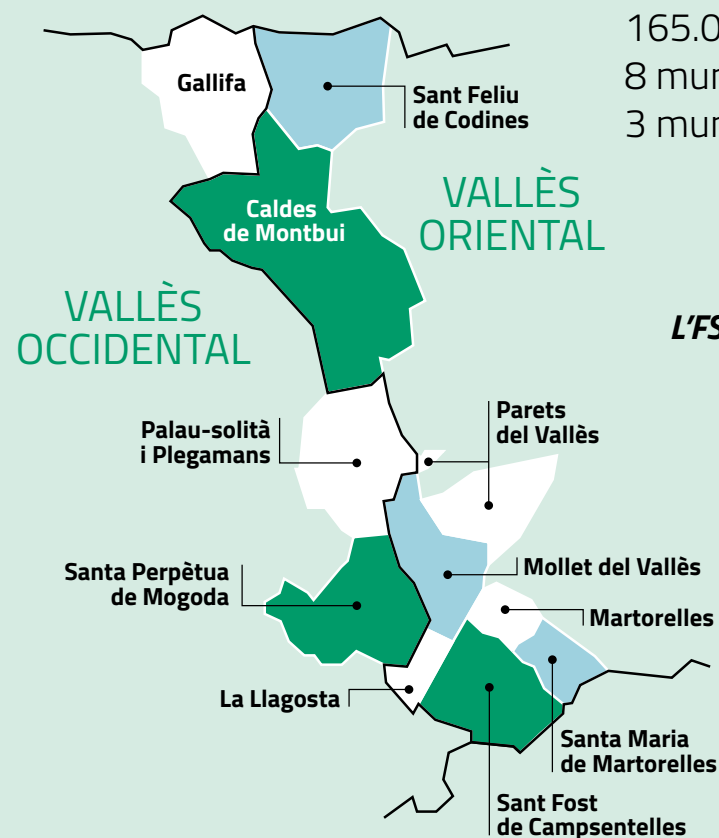 165.0
8 mun
3 mun
Gallifa
Sant Feliu
de Codines
Caldes
de Montbui
VALLÈS
ORIENTAL
VALLÈS
OCCIDENTAL
L'FS
Palau-solità
i Plegamans
Parets
del Vallès
Santa Perpètua
de Mogoda
Mollet del Vallès
Martorelles
La Llagosta
Santa Maria
de Martorelles
Sant Fost
de Campsentelles